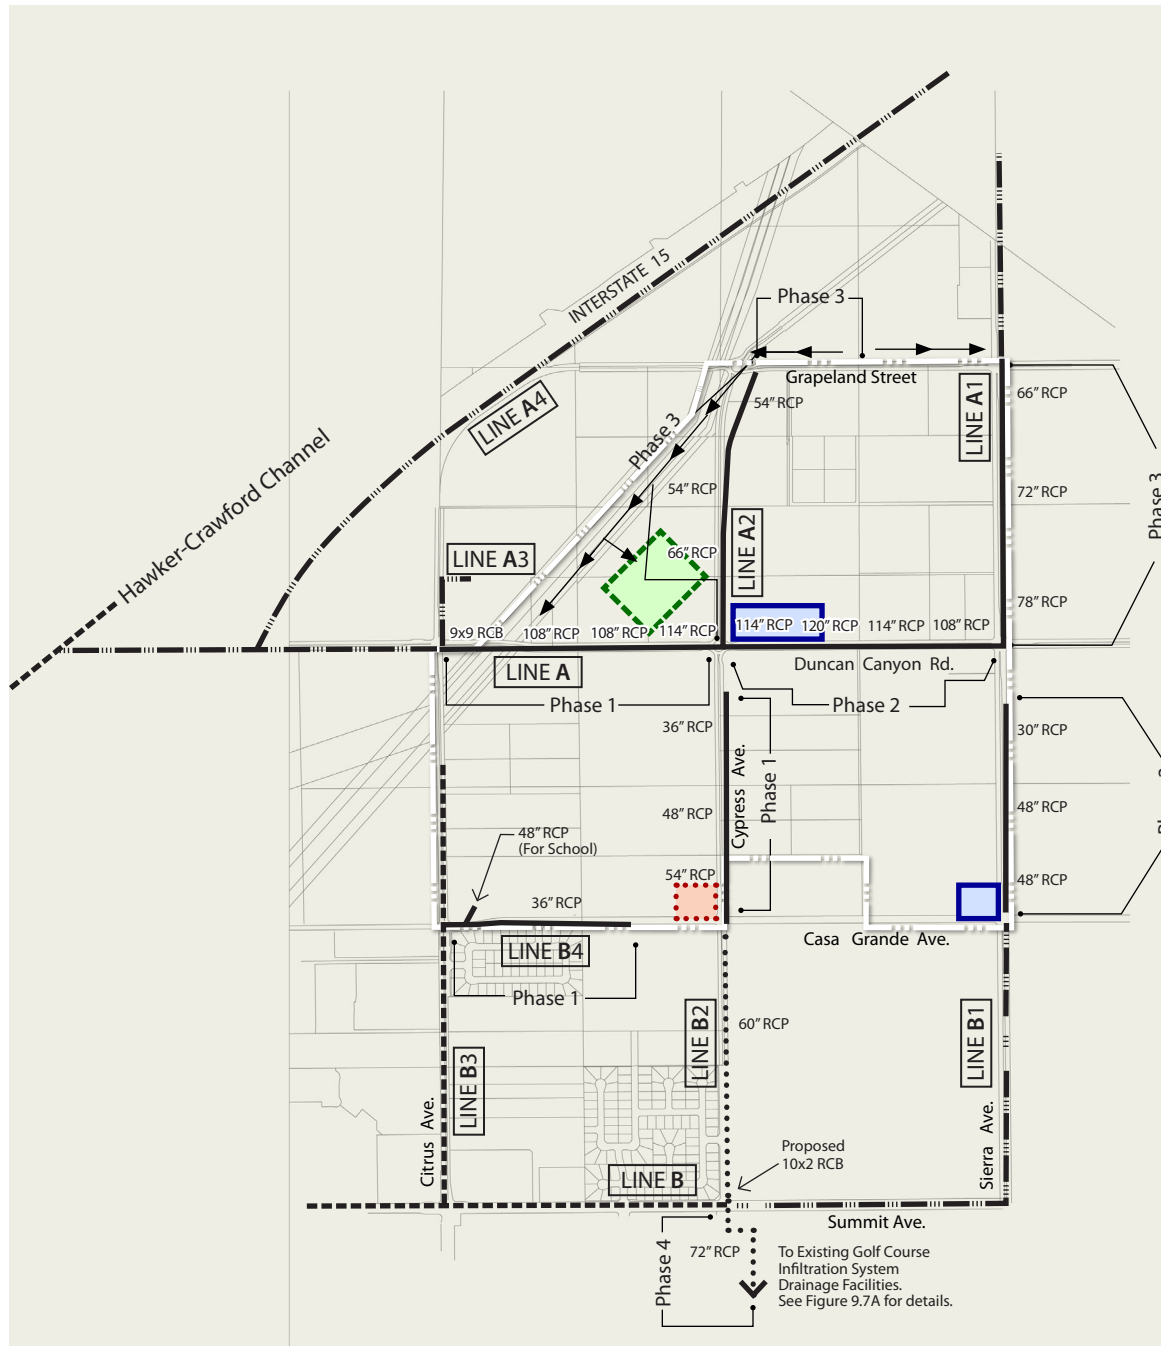 INTERSTATE 15
Phase 3
Grapeland Street
LINE A4
LINE A1
54” RCP
66” RCP
Phase 3
Hawker-Crawford Channel
54” RCP
72” RCP
Phase 3
LINE A2
LINE A3
66” RCP
78” RCP
9x9 RCB
108” RCP
108” RCP
114” RCP
114” RCP
120” RCP
114” RCP
108” RCP
LINE A
Duncan Canyon Rd.
Phase 1
Phase 2
36” RCP
30” RCP
Cypress Ave.
Phase 1
48” RCP
48” RCP
48” RCP
(For School)
54” RCP
48” RCP
36” RCP
Casa Grande Ave.
LINE B4
Phase 1
LINE B2
60” RCP
LINE B1
LINE B3
Citrus Ave.
Sierra Ave.
Proposed
10x2 RCB
LINE B
Summit Ave.
Phase 4
72” RCP
To Existing Golf Course
Infiltration System
Drainage Facilities.
See Figure 9.7A for details.